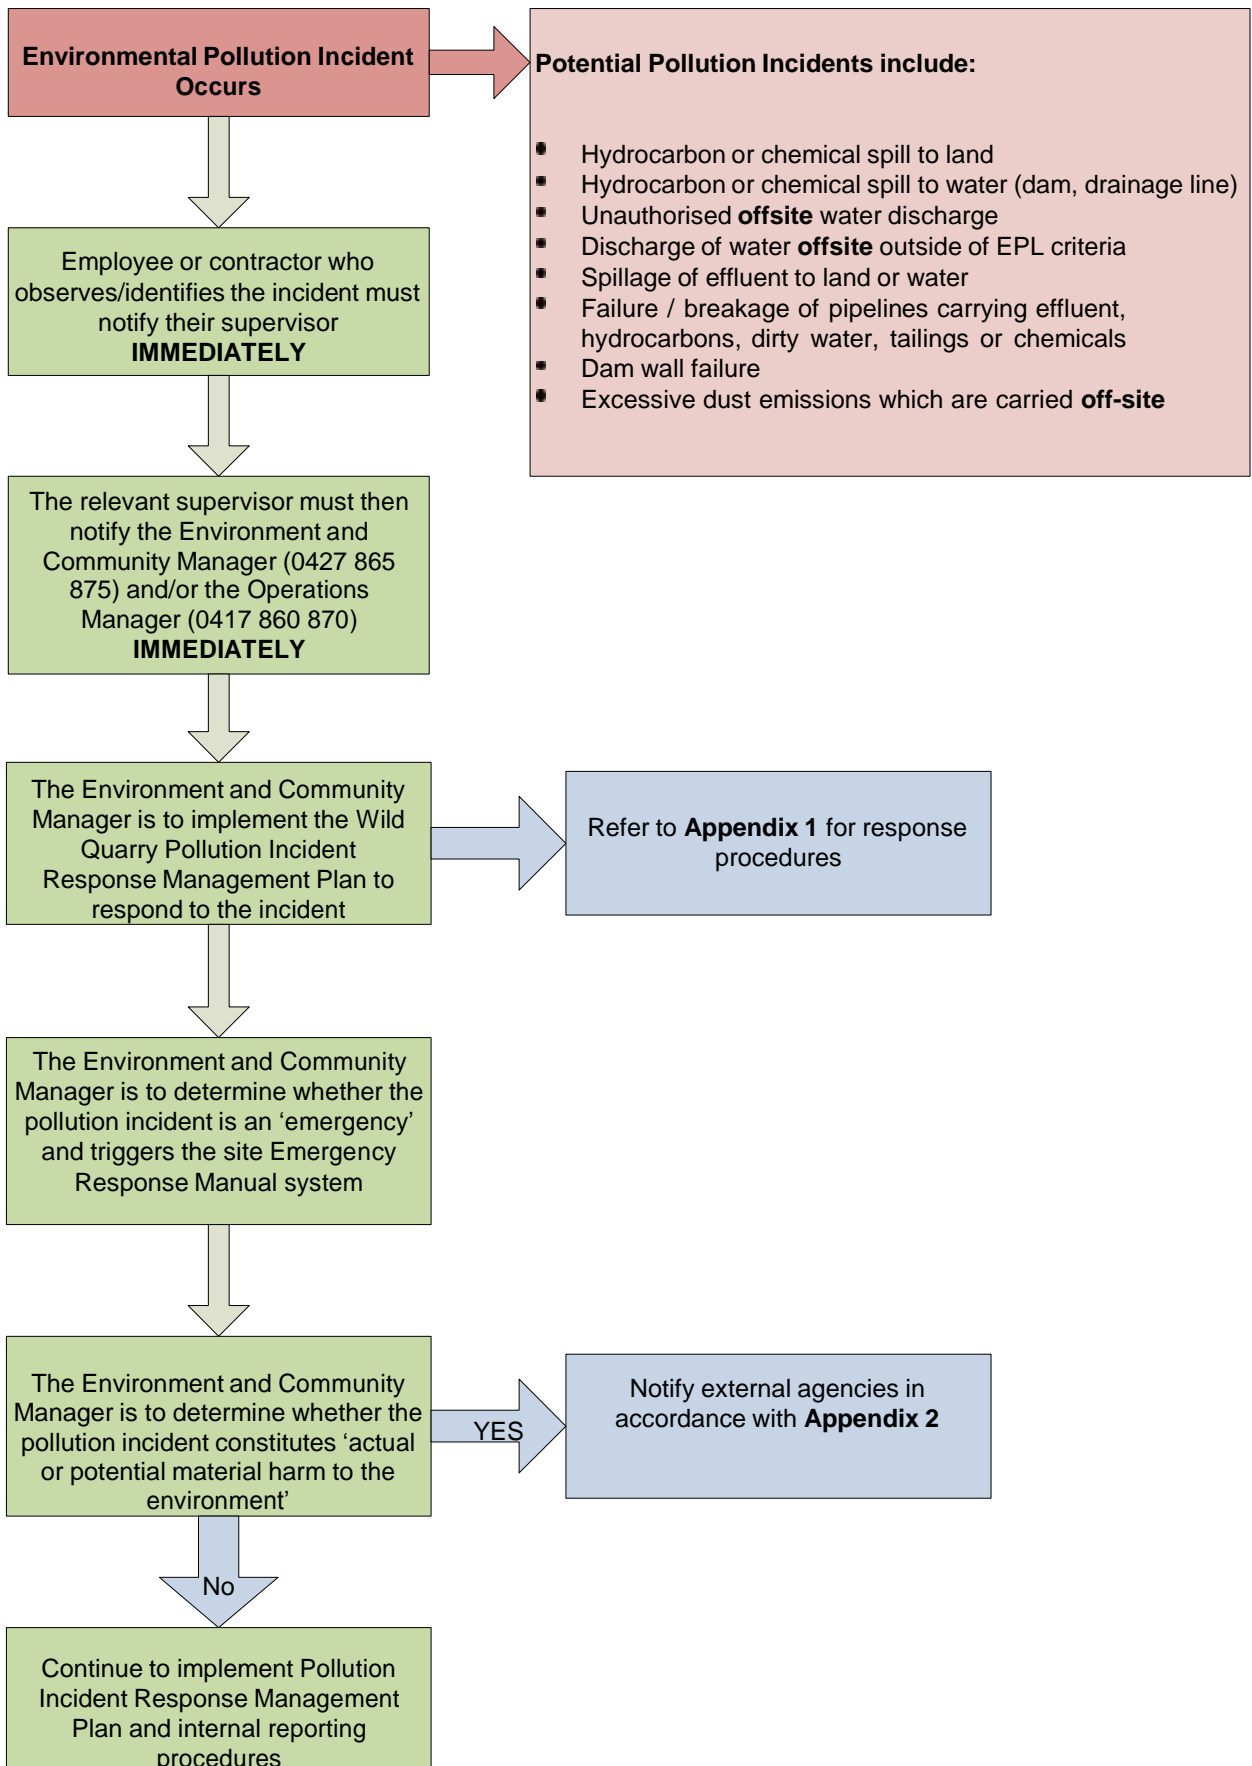 Environmental Pollution Incident
Occurs
Potential Pollution Incidents include:
Hydrocarbon or chemical spill to land
Hydrocarbon or chemical spill to water (dam, drainage line)
Unauthorised offsite water discharge
Discharge of water offsite outside of EPL criteria
Spillage of effluent to land or water
Failure / breakage of pipelines carrying effluent,
hydrocarbons, dirty water, tailings or chemicals
Dam wall failure
Excessive dust emissions which are carried off-site
Employee or contractor who
observes/identifies the incident must
notify their supervisor
IMMEDIATELY
The relevant supervisor must then
notify the Environment and
Community Manager (0427 865
875) and/or the Operations
Manager (0417 860 870)
IMMEDIATELY
The Environment and Community
Manager is to implement the Wild
Quarry Pollution Incident
Response Management Plan to
respond to the incident
Refer to Appendix 1 for response
procedures
The Environment and Community
Manager is to determine whether the
pollution incident is an ‘emergency’
and triggers the site Emergency
Response Manual system
The Environment and Community
Manager is to determine whether the
pollution incident constitutes ‘actual
or potential material harm to the
environment’
YES
Notify external agencies in
accordance with Appendix 2
No
Continue to implement Pollution
Incident Response Management
Plan and internal reporting
procedures